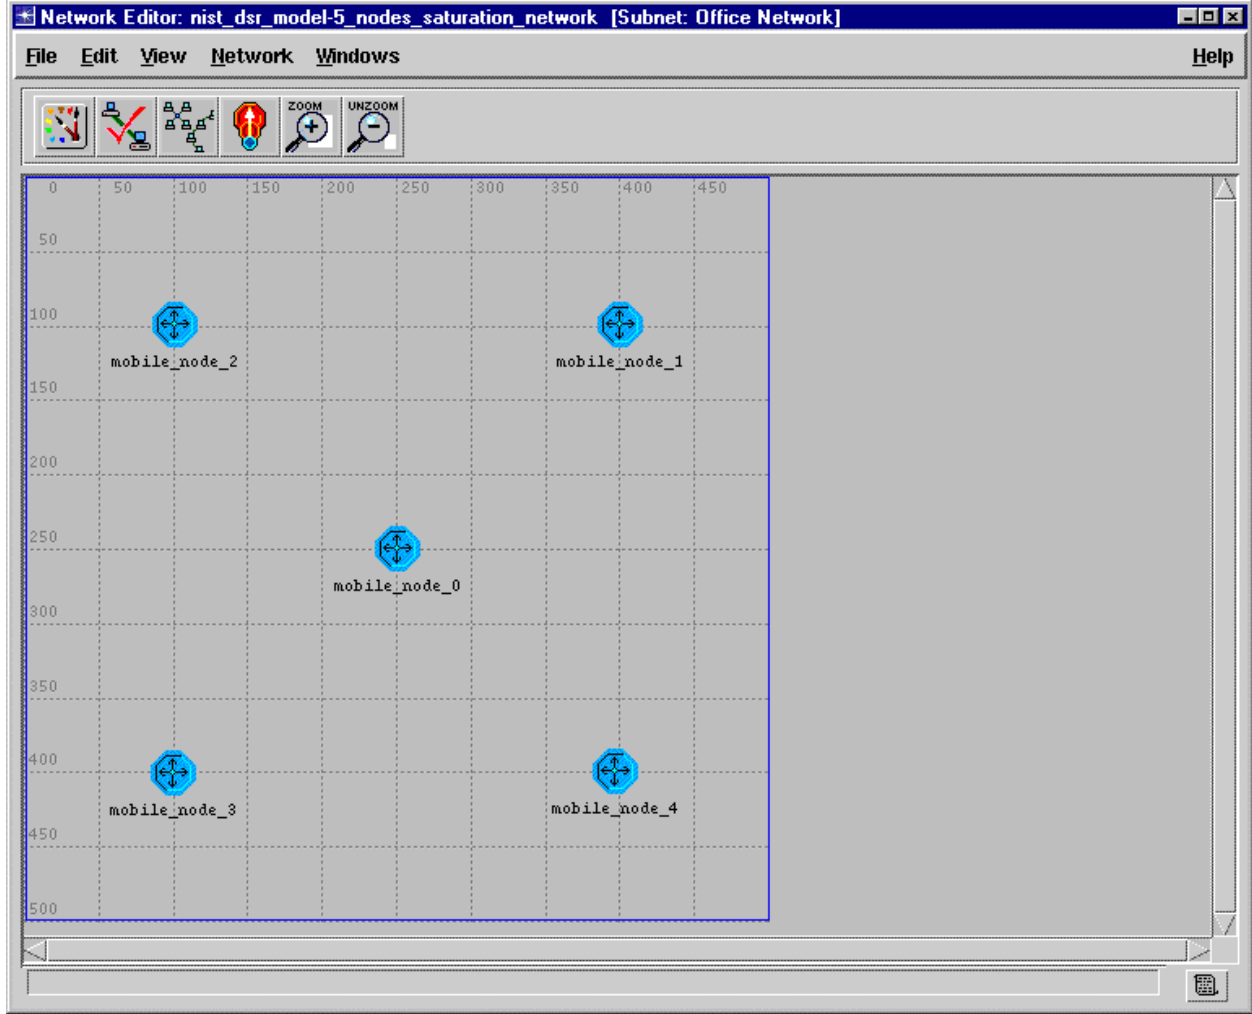 Network Editor: nist_dsr_model-5_nodes_saturation_network [Subnet: Office Network]
File Edit View Network Windows Help
ZOOM UNZOOM
0 50 100 150 200 250 300 350 400 450
50
100
mobile_node_2 mobile_node_1
150
200
250
mobile_node_0
300
350
400
mobile_node_3 mobile_node_4
450
500